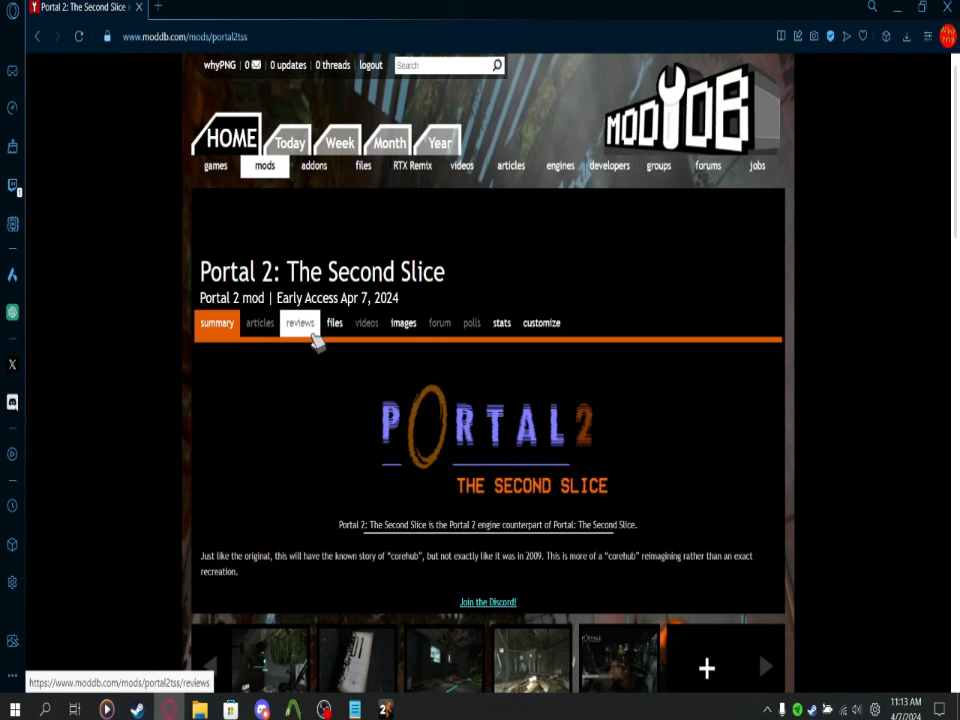 Portal 2: The Second Slice
www.moddb.com/mods/portal2tss
whyPNG | 0 | 0 updates | 0 threads | logout
Search
MODDB
HOME Today Week Month Year
games mods addons files RTX Remix videos articles engines developers groups forums jobs
Portal 2: The Second Slice
Portal 2 mod | Early Access Apr 7, 2024
summary articles reviews files videos images forum polls stats customize
PORTAL 2
THE SECOND SLICE
Portal 2: The Second Slice is the Portal 2 engine counterpart of Portal: The Second Slice.
Just like the original, this will have the known story of "corehub", but not exactly like it was in 2009. This is more of a "corehub" reimagining rather than an exact
recreation.
Join the Discord!
PORTAL2
https://www.moddb.com/mods/portal2tss/reviews
11:13 AM
4/7/2024